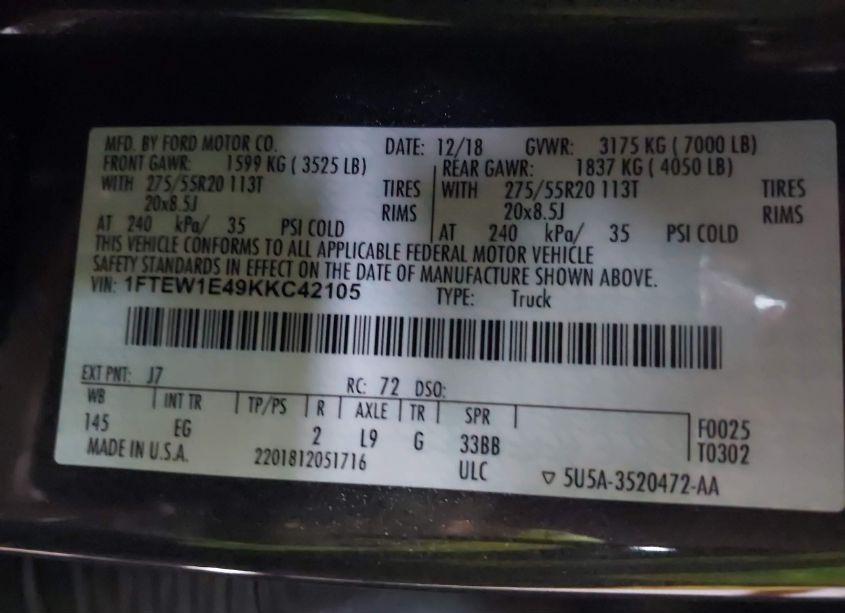 MFD. BY FORD MOTOR CO. DATE: 12/18 GVWR: 3175 KG ( 7000 LB)
FRONT GAWR: 1599 KG ( 3525 LB) REAR GAWR: 1837 KG ( 4050 LB)
WITH 275/55R20 113T TIRES WITH 275/55R20 113T TIRES
20x8.5J RIMS 20x8.5J RIMS
AT 240 kPa/ 35 PSI COLD AT 240 kPa/ 35 PSI COLD
THIS VEHICLE CONFORMS TO ALL APPLICABLE FEDERAL MOTOR VEHICLE
SAFETY STANDARDS IN EFFECT ON THE DATE OF MANUFACTURE SHOWN ABOVE.
VIN: 1FTEW1E49KKC42105 TYPE: Truck
EXT PNT: J7 RC: 72 DSO:
WB INT TR TP/PS R AXLE TR SPR
145 EG 2 L9 G 33BB F0025
MADE IN U.S.A. 2201812051716 ULC T0302
▽ 5U5A-3520472-AA